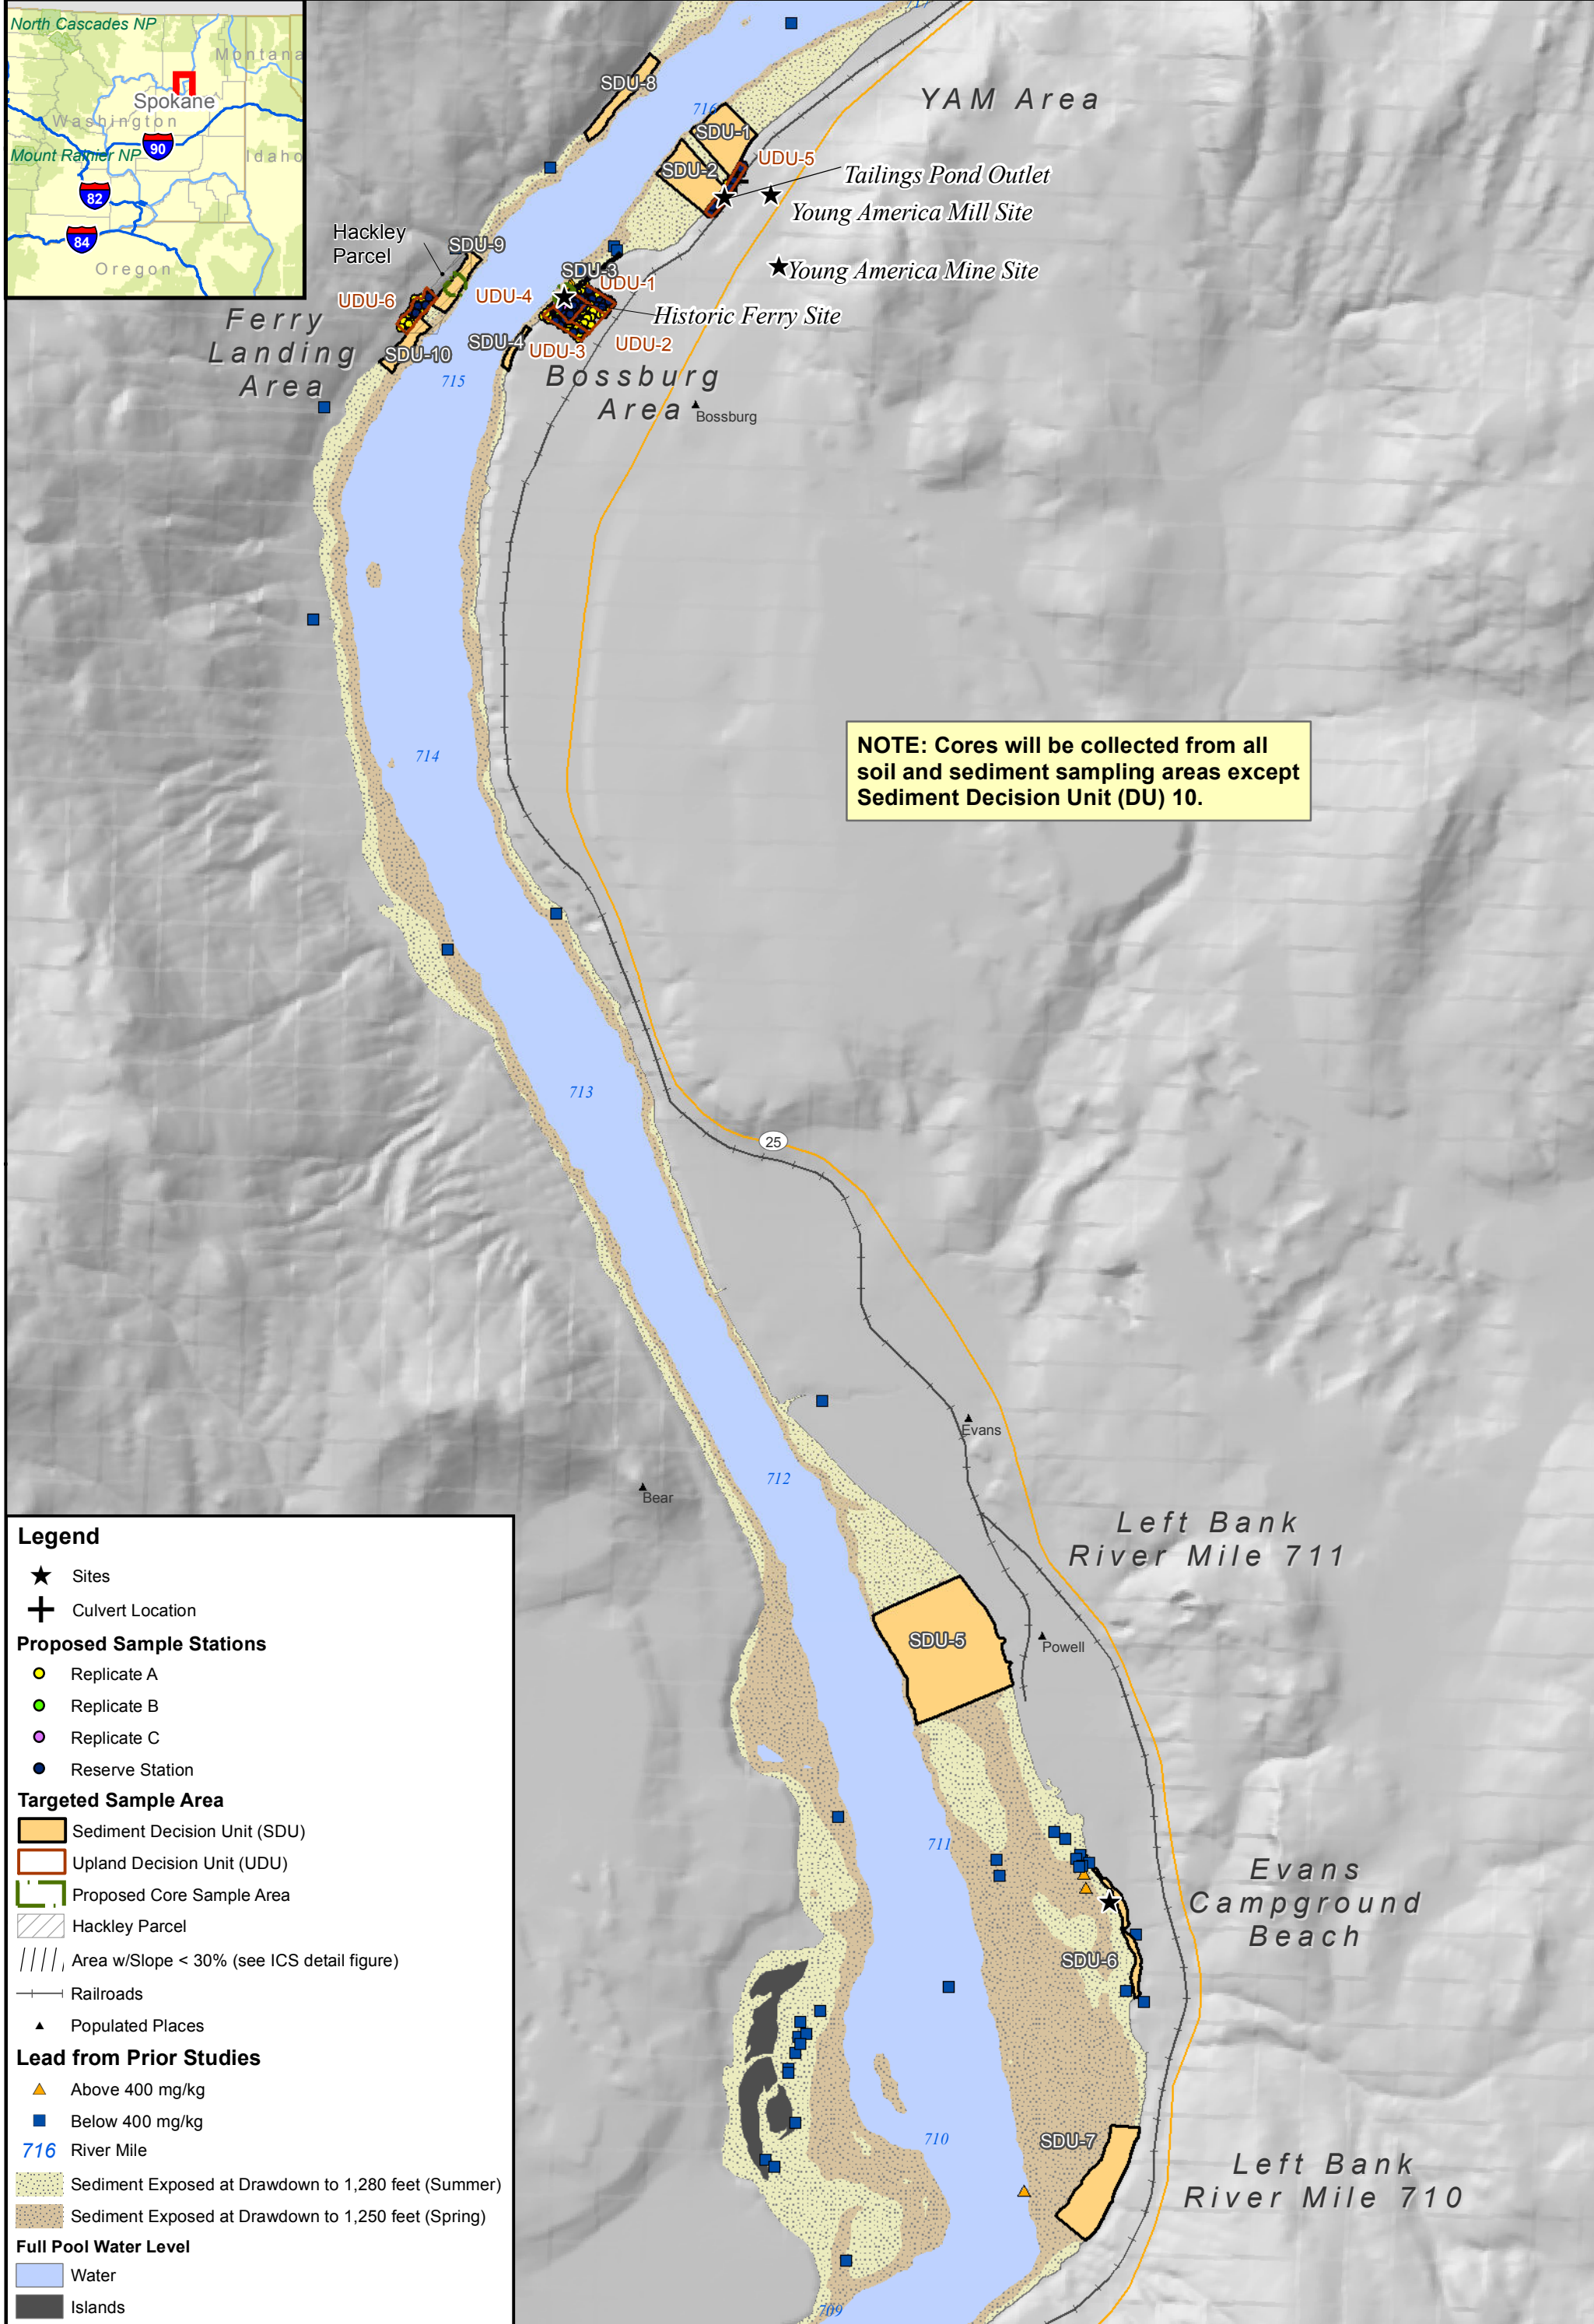 North Cascades NP
Montana
Spokane
Washington
90
Mount Rainier NP
Idaho
82
84
Oregon
717
SDU-8
YAM Area
716
SDU-1
SDU-2
UDU-5
Tailings Pond Outlet
Young America Mill Site
Hackley
Parcel
SDU-9
SDU-3
Young America Mine Site
UDU-6
UDU-4
UDU-1
Historic Ferry Site
Ferry
Landing
Area
SDU-10
SDU-4
UDU-3
UDU-2
715
Bossburg
Area
Bossburg
NOTE: Cores will be collected from all
soil and sediment sampling areas except
Sediment Decision Unit (DU) 10.
714
713
25
Evans
712
Bear
Left Bank
River Mile 711
SDU-5
Powell
711
Evans
Campground
Beach
SDU-6
710
SDU-7
Left Bank
River Mile 710
709
Legend
Sites
Culvert Location
Proposed Sample Stations
Replicate A
Replicate B
Replicate C
Reserve Station
Targeted Sample Area
Sediment Decision Unit (SDU)
Upland Decision Unit (UDU)
Proposed Core Sample Area
Hackley Parcel
Area w/Slope < 30% (see ICS detail figure)
Railroads
Populated Places
Lead from Prior Studies
Above 400 mg/kg
Below 400 mg/kg
716 River Mile
Sediment Exposed at Drawdown to 1,280 feet (Summer)
Sediment Exposed at Drawdown to 1,250 feet (Spring)
Full Pool Water Level
Water
Islands